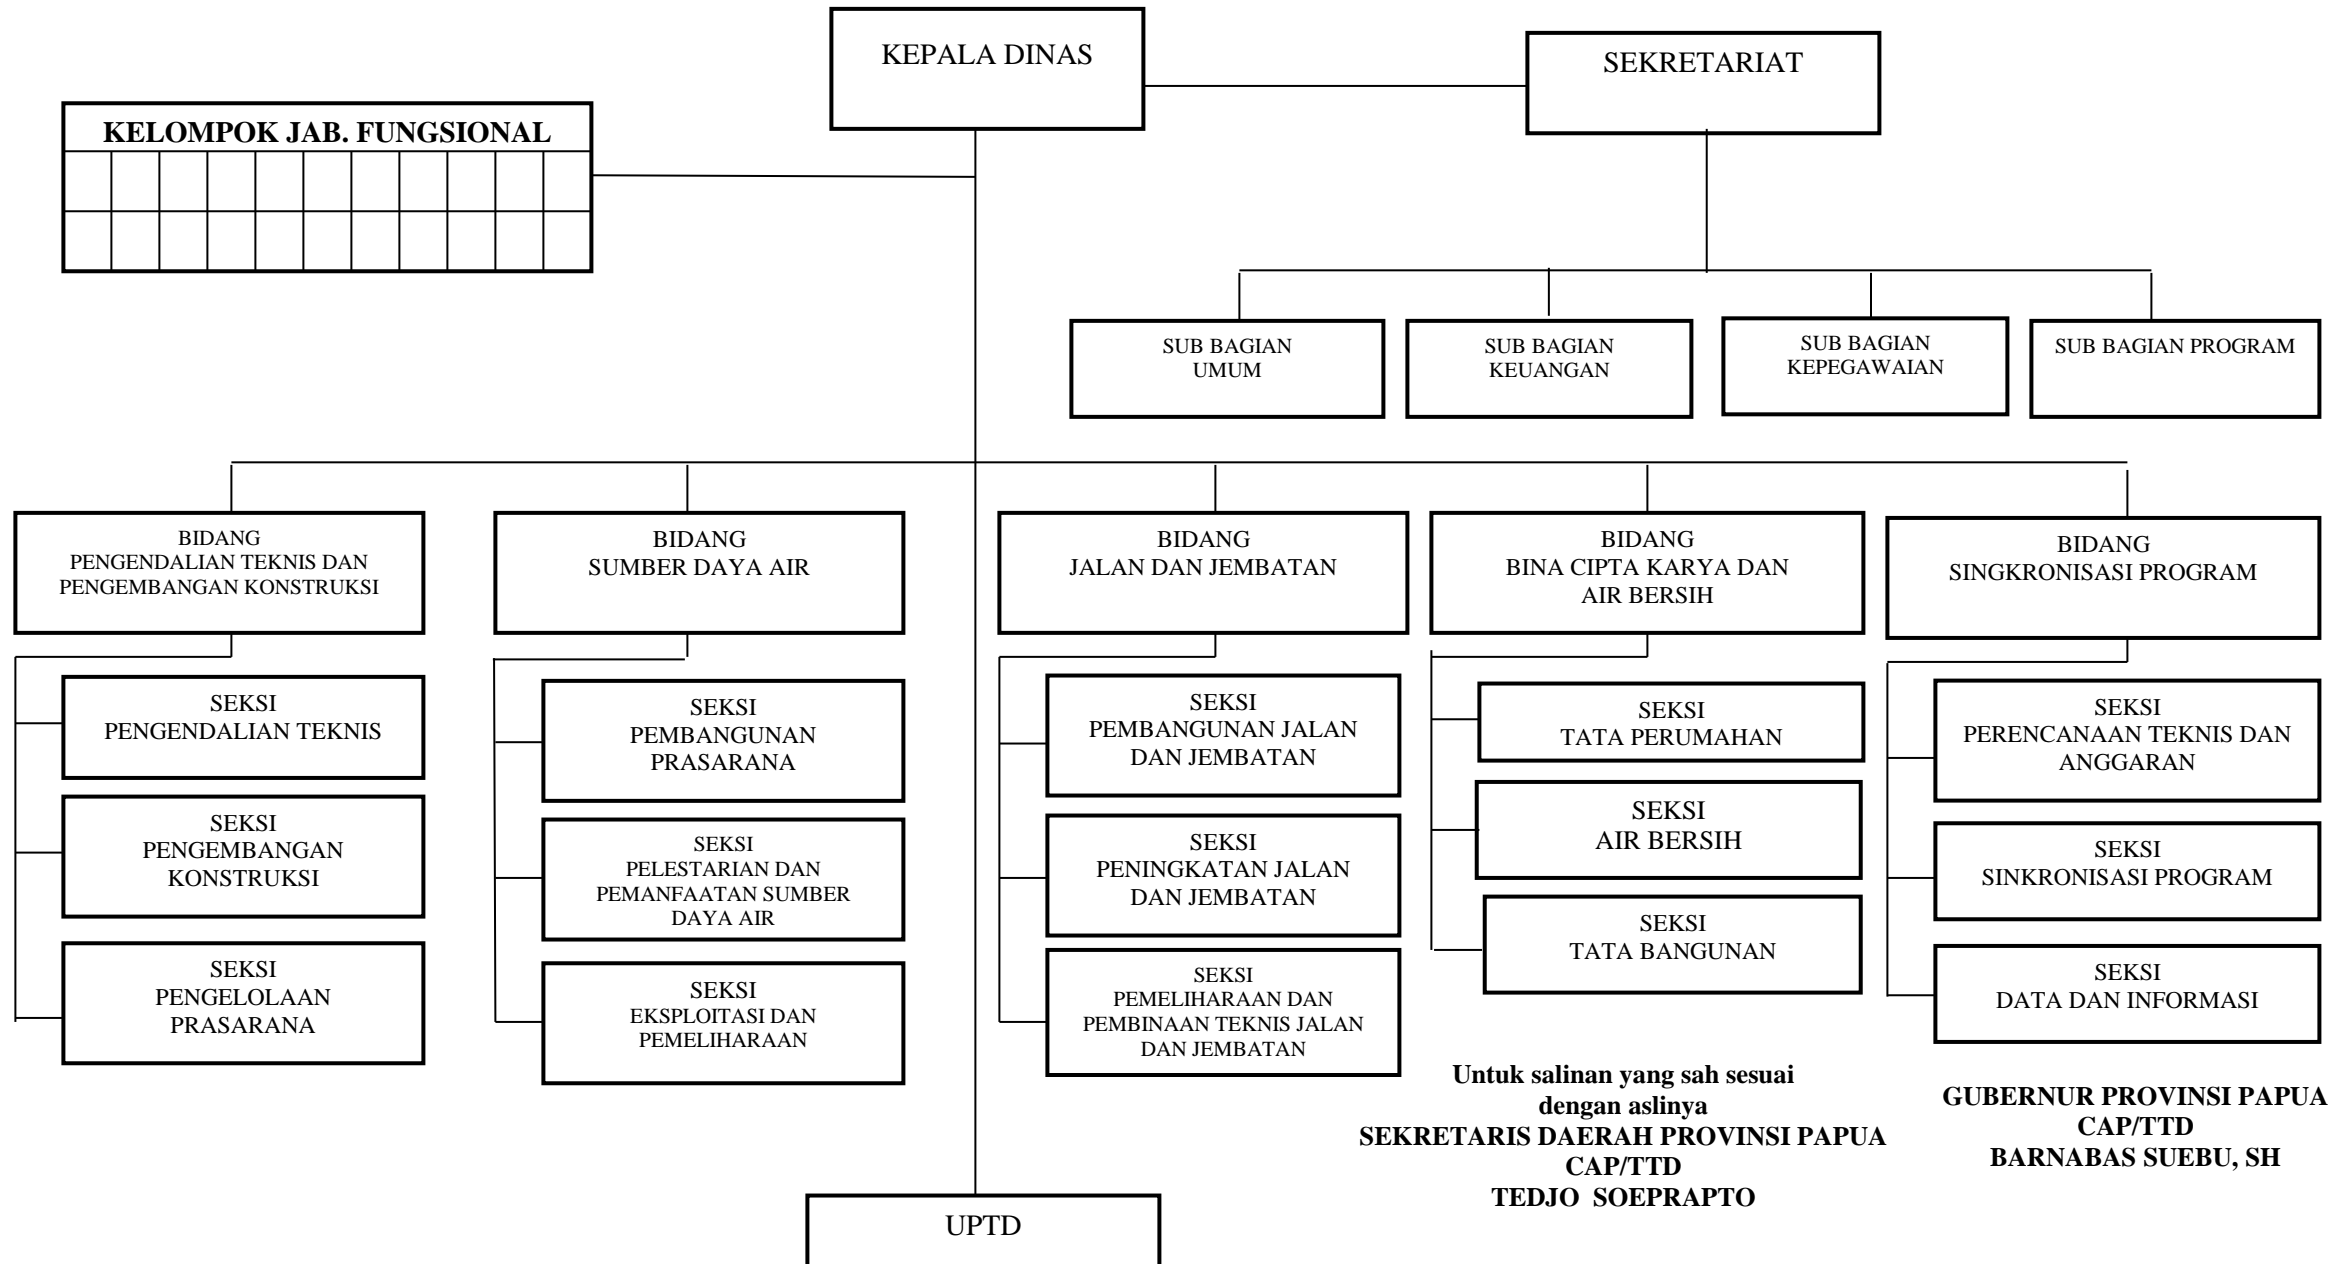 KEPALA DINAS
SEKRETARIAT
KELOMPOK JAB. FUNGSIONAL
SUB BAGIAN
UMUM
SUB BAGIAN
KEUANGAN
SUB BAGIAN
KEPEGAWAIAN
SUB BAGIAN PROGRAM
BIDANG
PENGENDALIAN TEKNIS DAN
PENGEMBANGAN KONSTRUKSI
BIDANG
SUMBER DAYA AIR
BIDANG
JALAN DAN JEMBATAN
BIDANG
BINA CIPTA KARYA DAN
AIR BERSIH
BIDANG
SINGKRONISASI PROGRAM
SEKSI
PENGENDALIAN TEKNIS
SEKSI
PENGEMBANGAN
KONSTRUKSI
SEKSI
PENGELOLAAN
PRASARANA
SEKSI
PEMBANGUNAN
PRASARANA
SEKSI
PELESTARIAN DAN
PEMANFAATAN SUMBER
DAYA AIR
SEKSI
EKSPLOITASI DAN
PEMELIHARAAN
SEKSI
PEMBANGUNAN JALAN
DAN JEMBATAN
SEKSI
PENINGKATAN JALAN
DAN JEMBATAN
SEKSI
PEMELIHARAAN DAN
PEMBINAAN TEKNIS JALAN
DAN JEMBATAN
SEKSI
TATA PERUMAHAN
SEKSI
AIR BERSIH
SEKSI
TATA BANGUNAN
SEKSI
PERENCANAAN TEKNIS DAN
ANGGARAN
SEKSI
SINKRONISASI PROGRAM
SEKSI
DATA DAN INFORMASI
Untuk salinan yang sah sesuai
dengan aslinya
SEKRETARIS DAERAH PROVINSI PAPUA
CAP/TTD
TEDJO SOEPRAPTO
GUBERNUR PROVINSI PAPUA
CAP/TTD
BARNABAS SUEBU, SH
UPTD